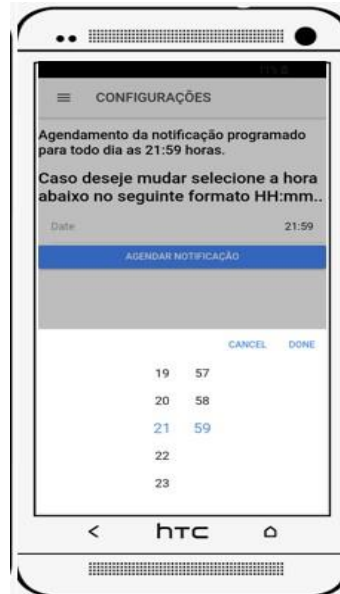 CONFIGURAÇÕES
Agendamento da notificação programado
para todo dia as 21:59 horas.
Caso deseje mudar selecione a hora
abaixo no seguinte formato HH:mm..
Date 21:59
AGENDAR NOTIFICAÇÃO
CANCEL DONE
19 57
20 58
21 59
22
23
hTC